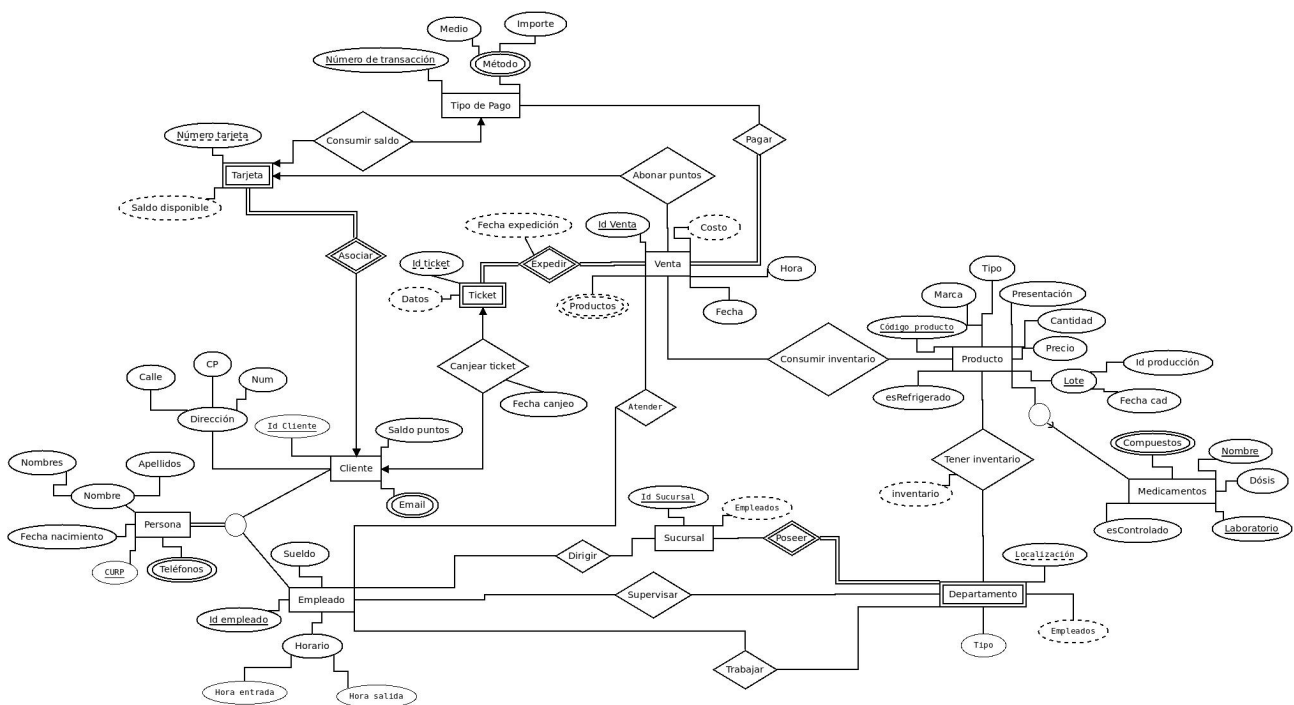 Medio
Importe
Número de transacción
Método
Tipo de Pago
Número tarjeta
Consumir saldo
Pagar
Tarjeta
Abonar puntos
Saldo disponible
Fecha expedición
Id Venta
Costo
Asociar
Id ticket
Expedir
Venta
Hora
Tipo
Datos
Ticket
Productos
Fecha
Marca
Presentación
Código producto
Cantidad
Consumir inventario
Producto
Precio
Calle
CP
Num
Canjear ticket
Id producción
Lote
esRefrigerado
Fecha cad
Fecha canjeo
Atender
Dirección
Id Cliente
Saldo puntos
Compuestos
Nombre
Nombres
Apellidos
Cliente
Tener inventario
Dósis
Nombre
inventario
Medicamentos
Email
Id Sucursal
Empleados
Persona
esControlado
Laboratorio
Fecha nacimiento
Sucursal
Poseer
Sueldo
Dirigir
Localización
CURP
Teléfonos
Empleado
Supervisar
Departamento
Id empleado
Empleados
Horario
Tipo
Trabajar
Hora entrada
Hora salida